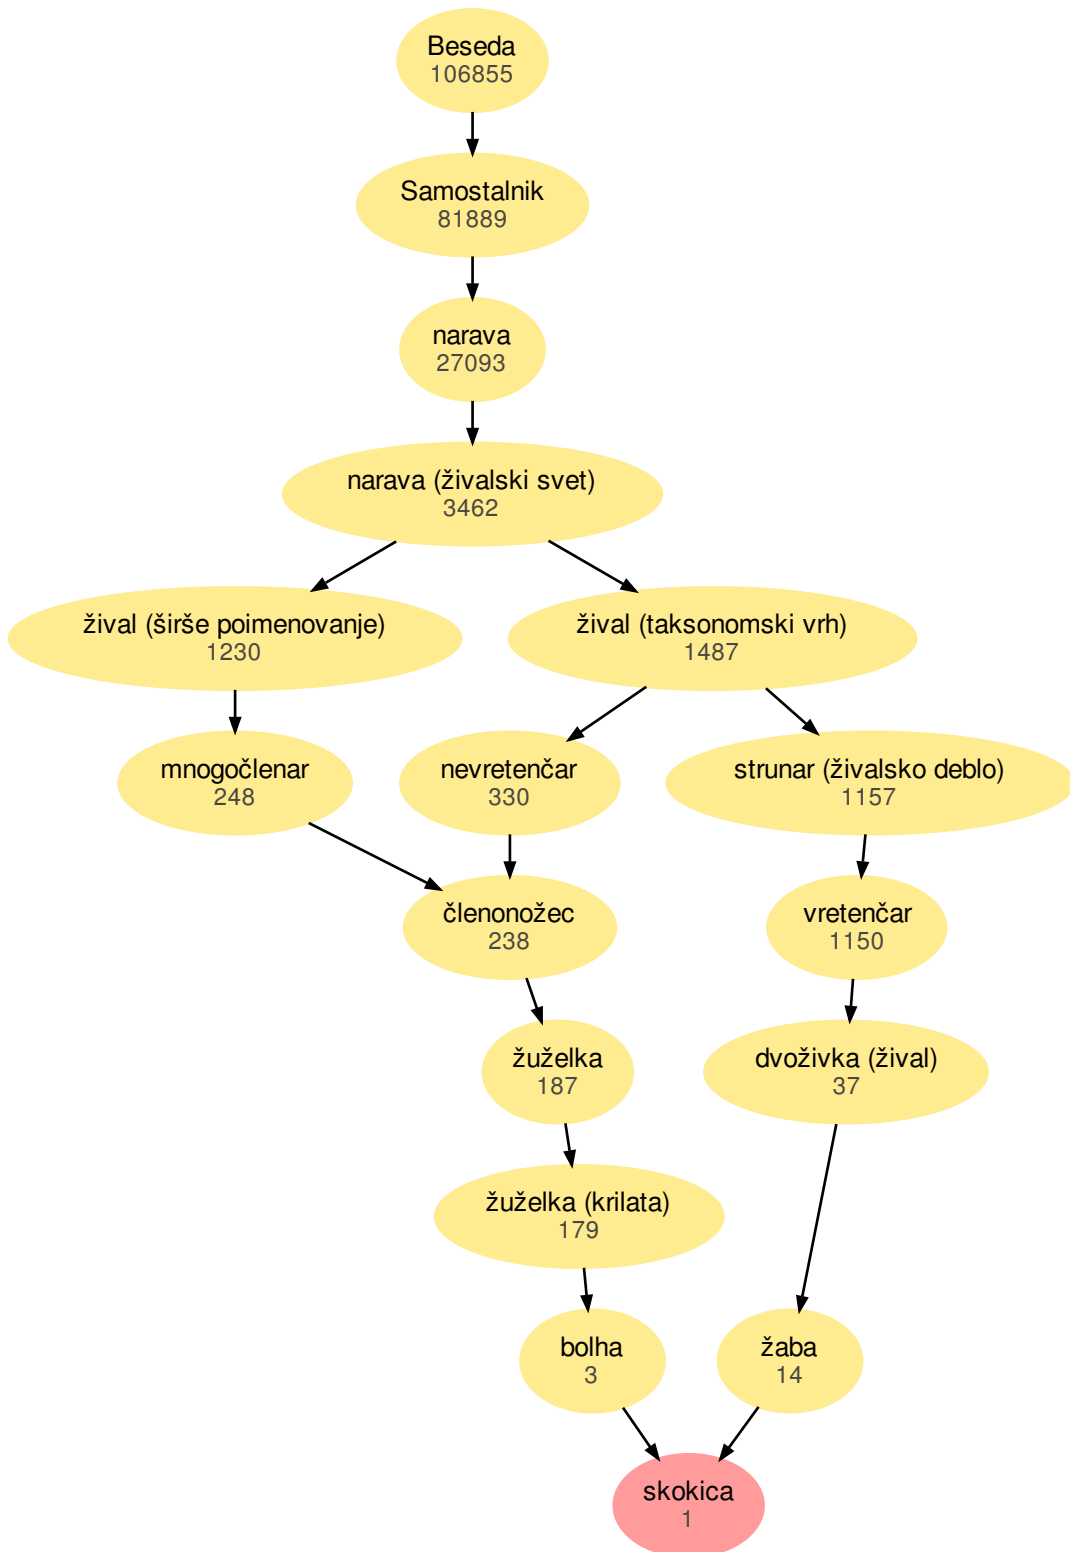 Beseda
106855
Samostalnik
81889
narava
27093
narava (živalski svet)
3462
žival (širše poimenovanje)
1230
žival (taksonomski vrh)
1487
mnogočlenar
248
nevretenčar
330
strunar (živalsko deblo)
1157
členonožec
238
vretenčar
1150
žuželka
187
dvoživka (žival)
37
žuželka (krilata)
179
bolha
3
žaba
14
skokica
1